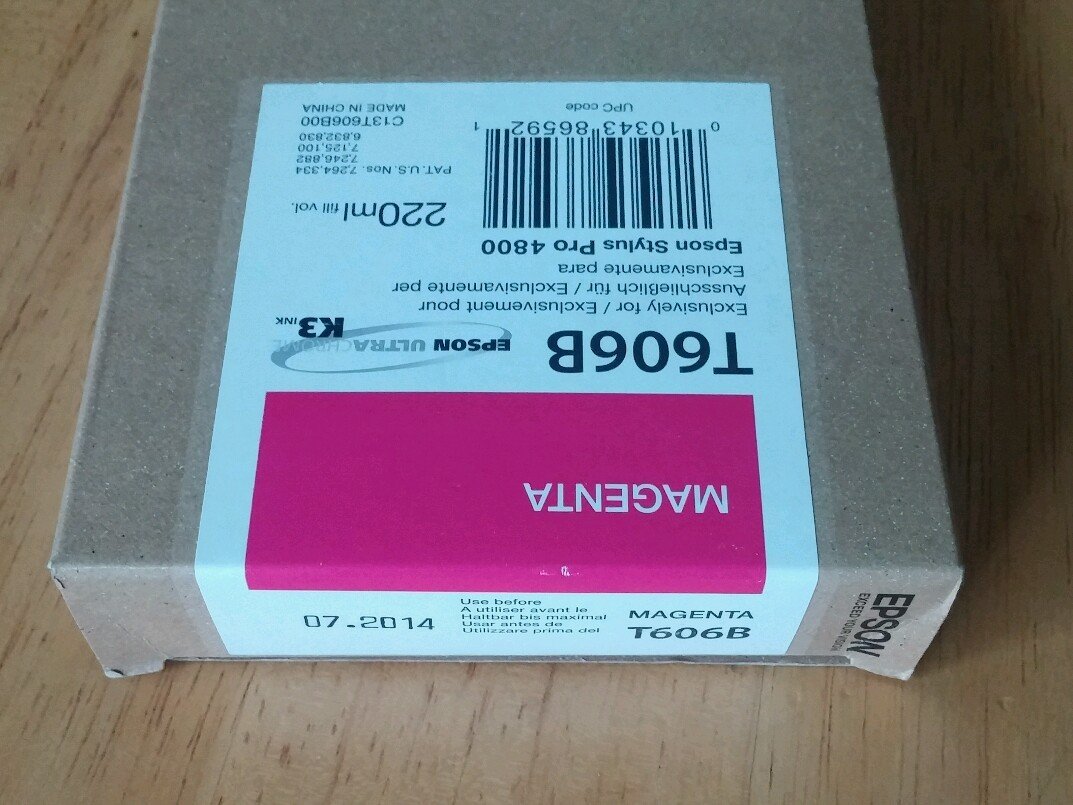 MAGENTA
T606B
EPSON ULTRACHROME
K3 INK
Exclusively for / Exclusivement pour
Ausschließlich für / Exclusivamente per
Exclusivamente para
Epson Stylus Pro 4800
220ml fill vol.
PAT. U.S. Nos. 7,264,334
7,246,882
7,125,100
6,832,830
C13T606B00
MADE IN CHINA
0 10343 86592 1
UPC code
07.2014
Use before
A utiliser avant le
Haltbar bis maximal
Usar antes de
Utilizzare prima del
MAGENTA
T606B
EPSON
EXCEED YOUR VISION